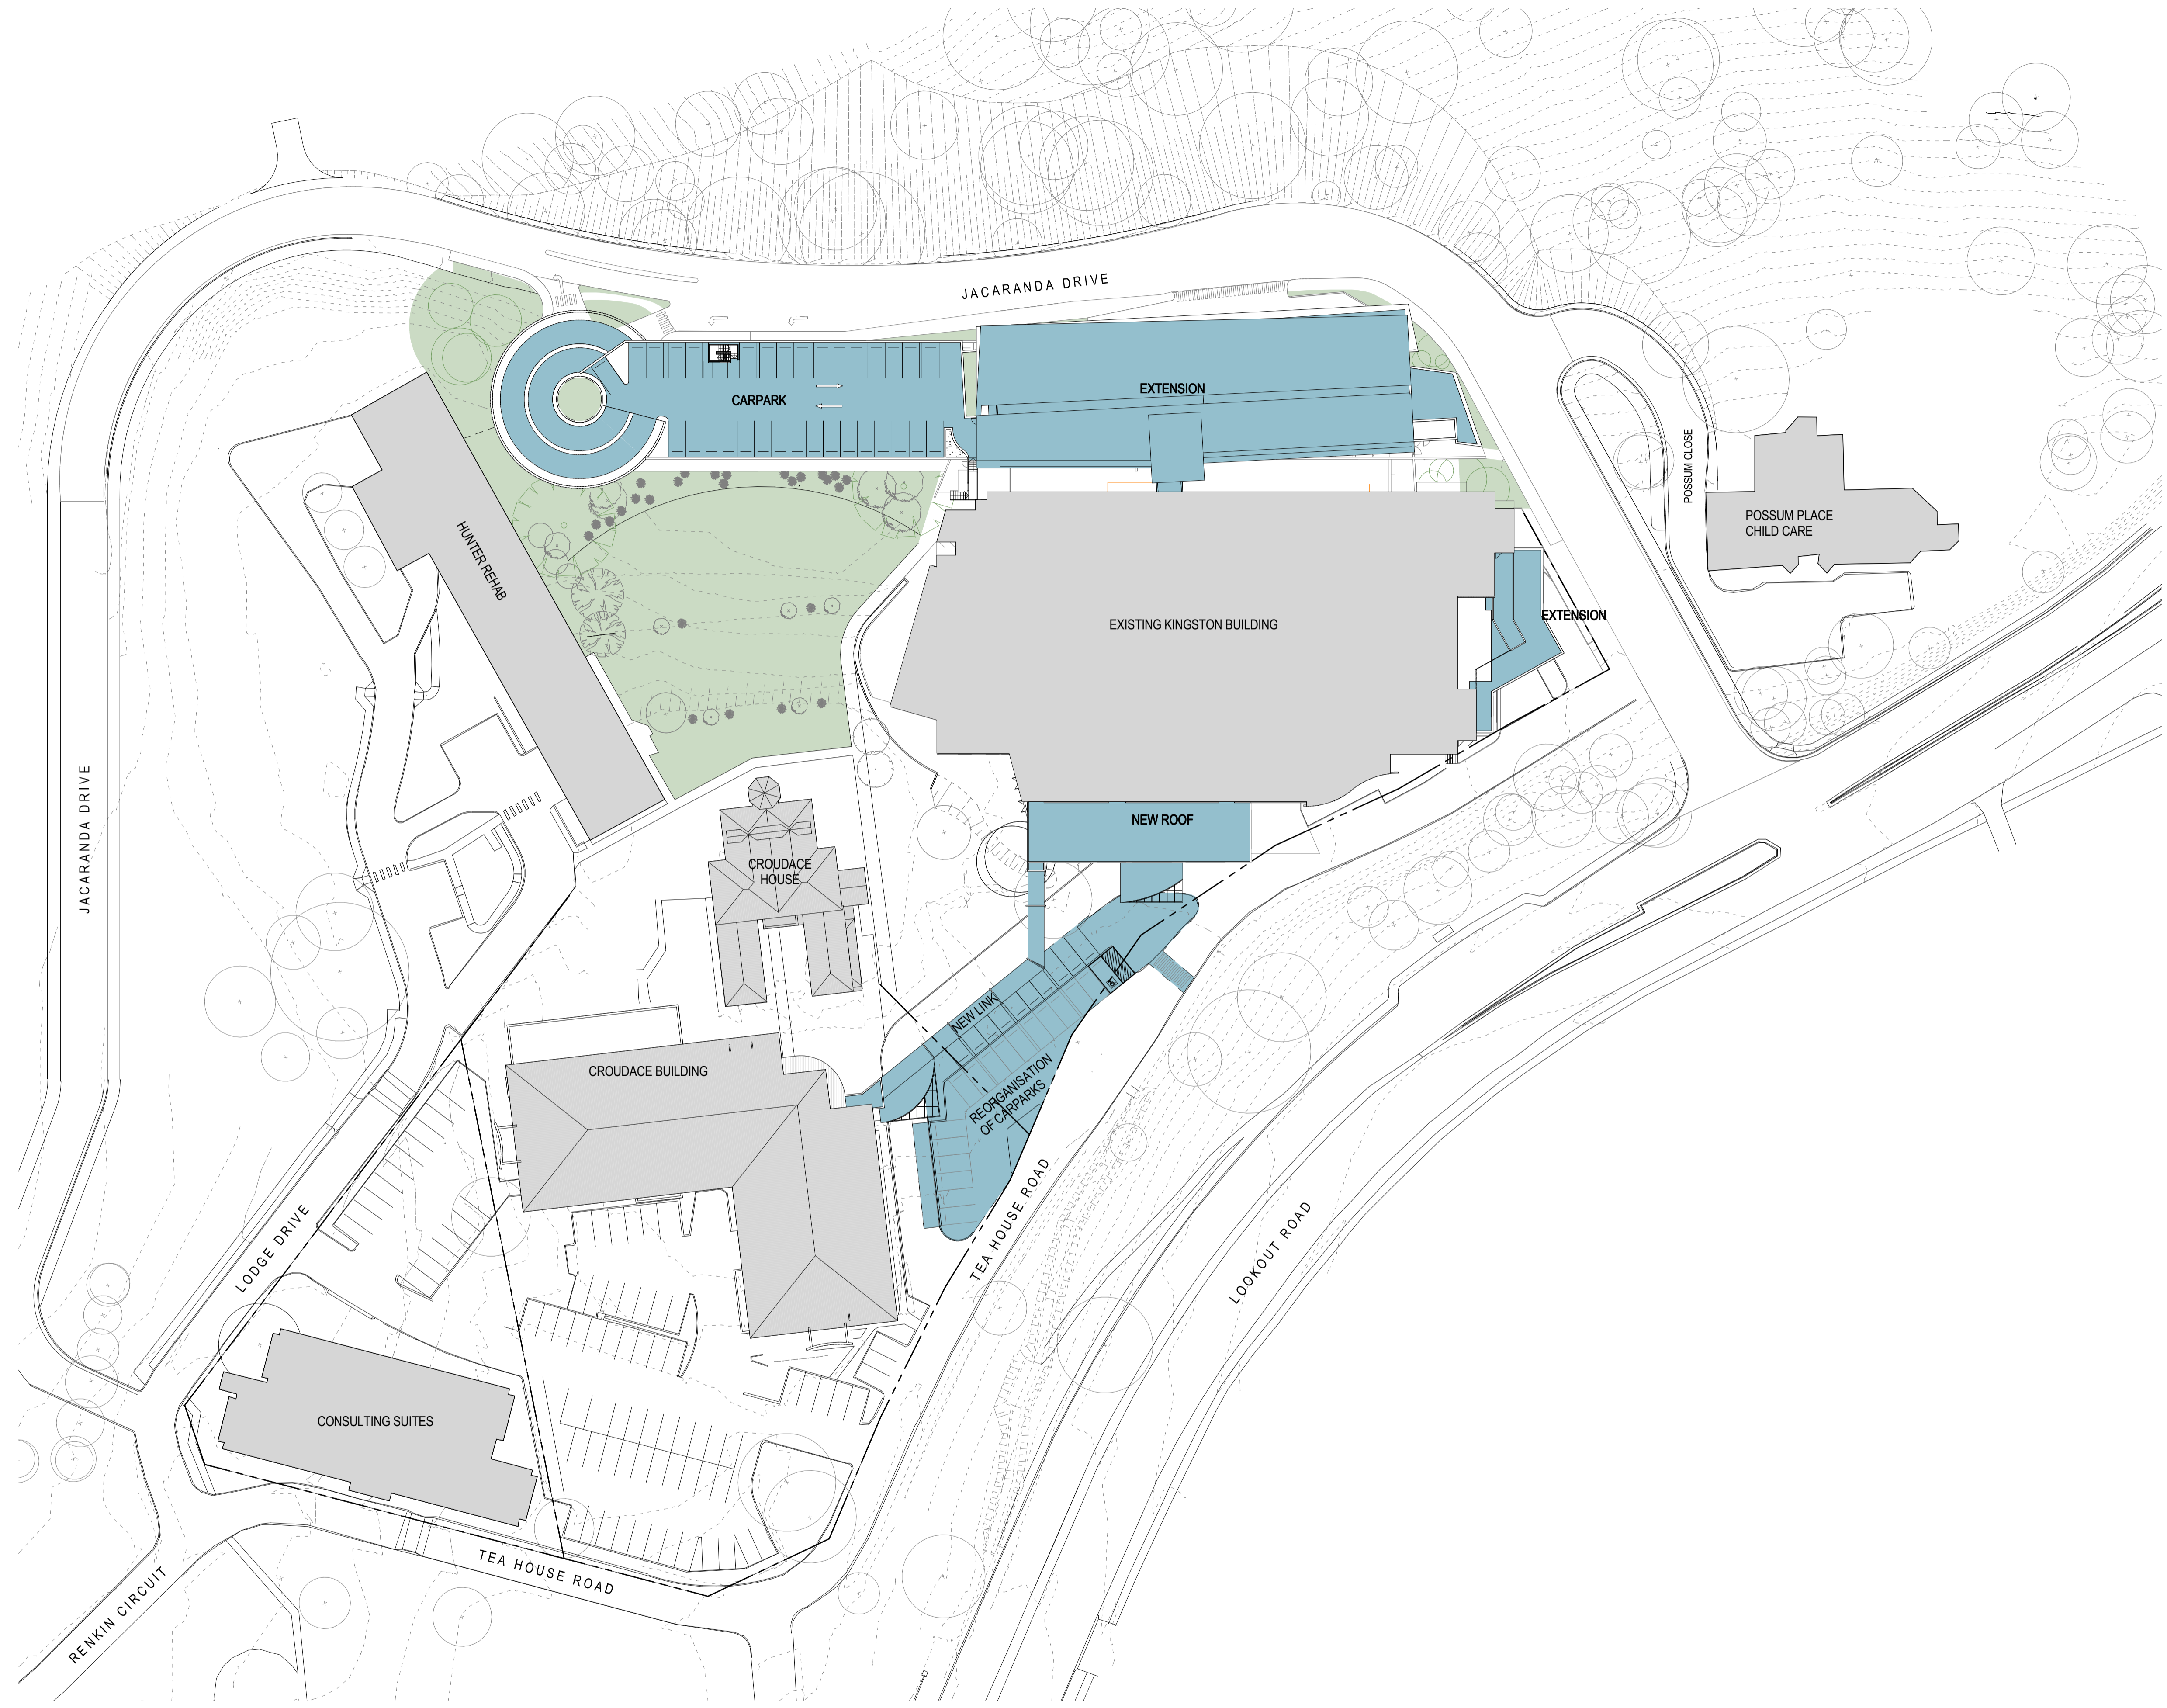 JACARANDA DRIVE
EXTENSION
CARPARK
POSSUM CLOSE
POSSUM PLACE
CHILD CARE
HUNTER REHAB
EXTENSION
EXISTING KINGSTON BUILDING
NEW ROOF
JACARANDA DRIVE
CROUDACE
HOUSE
NEW LINK
CROUDACE BUILDING
REORGANISATION
OF CARPARKS
TEA HOUSE ROAD
LODGE DRIVE
LOOKOUT ROAD
CONSULTING SUITES
TEA HOUSE ROAD
RENKIN CIRCUIT